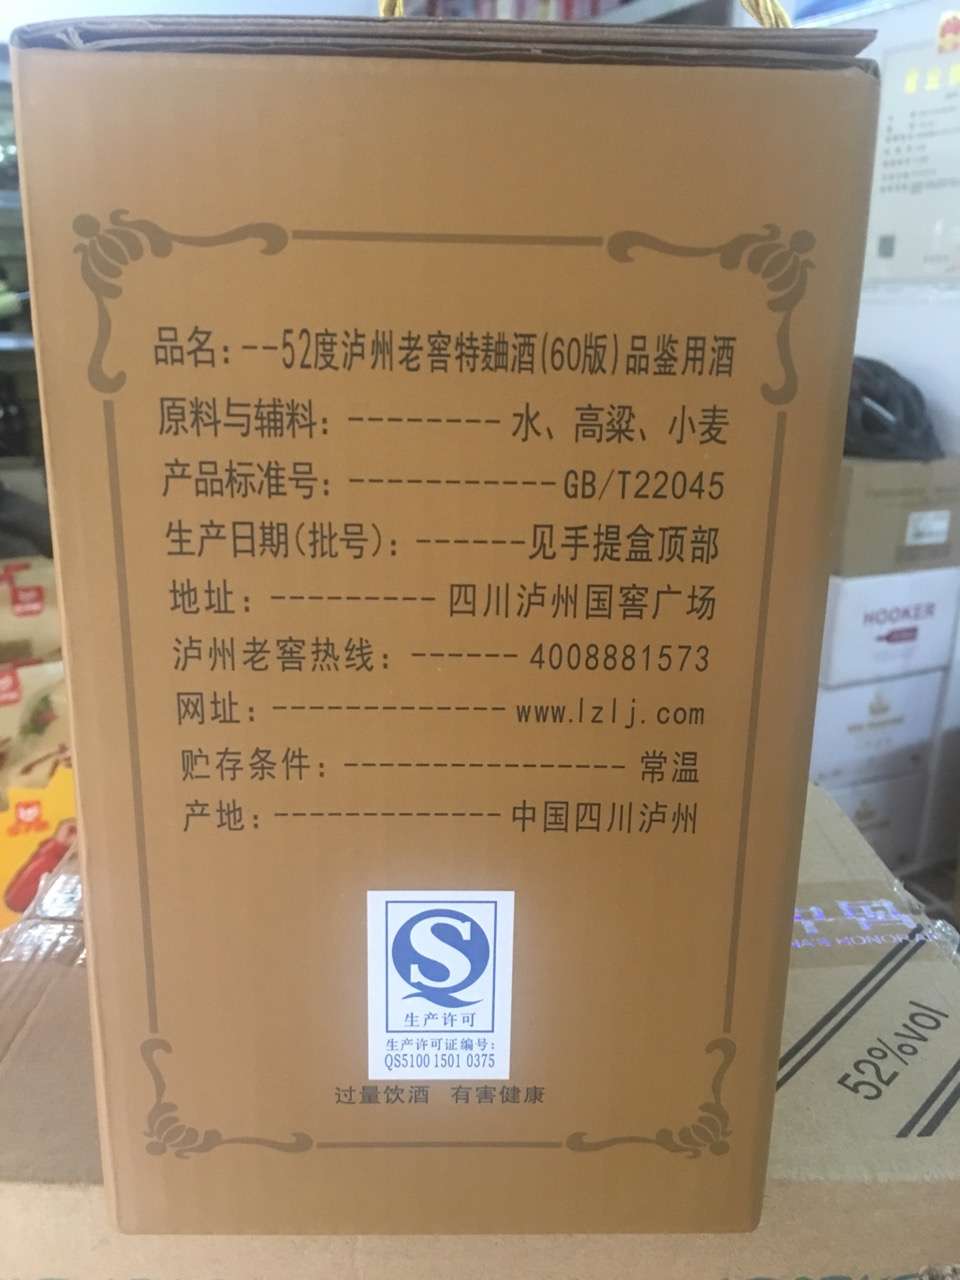 品名：--52度泸州老窖特麯酒(60版)品鉴用酒
原料与辅料：--------水、高粱、小麦
产品标准号：-----------GB/T22045
生产日期(批号)：------见手提盒顶部
地址：---------四川泸州国窖广场
泸州老窖热线：------4008881573
网址：-------------www.lzlj.com
贮存条件：----------------常温
产地：-------------中国四川泸州
S
生产许可
生产许可证编号：
QS5100 1501 0375
过量饮酒 有害健康
HOOKER
52%vol